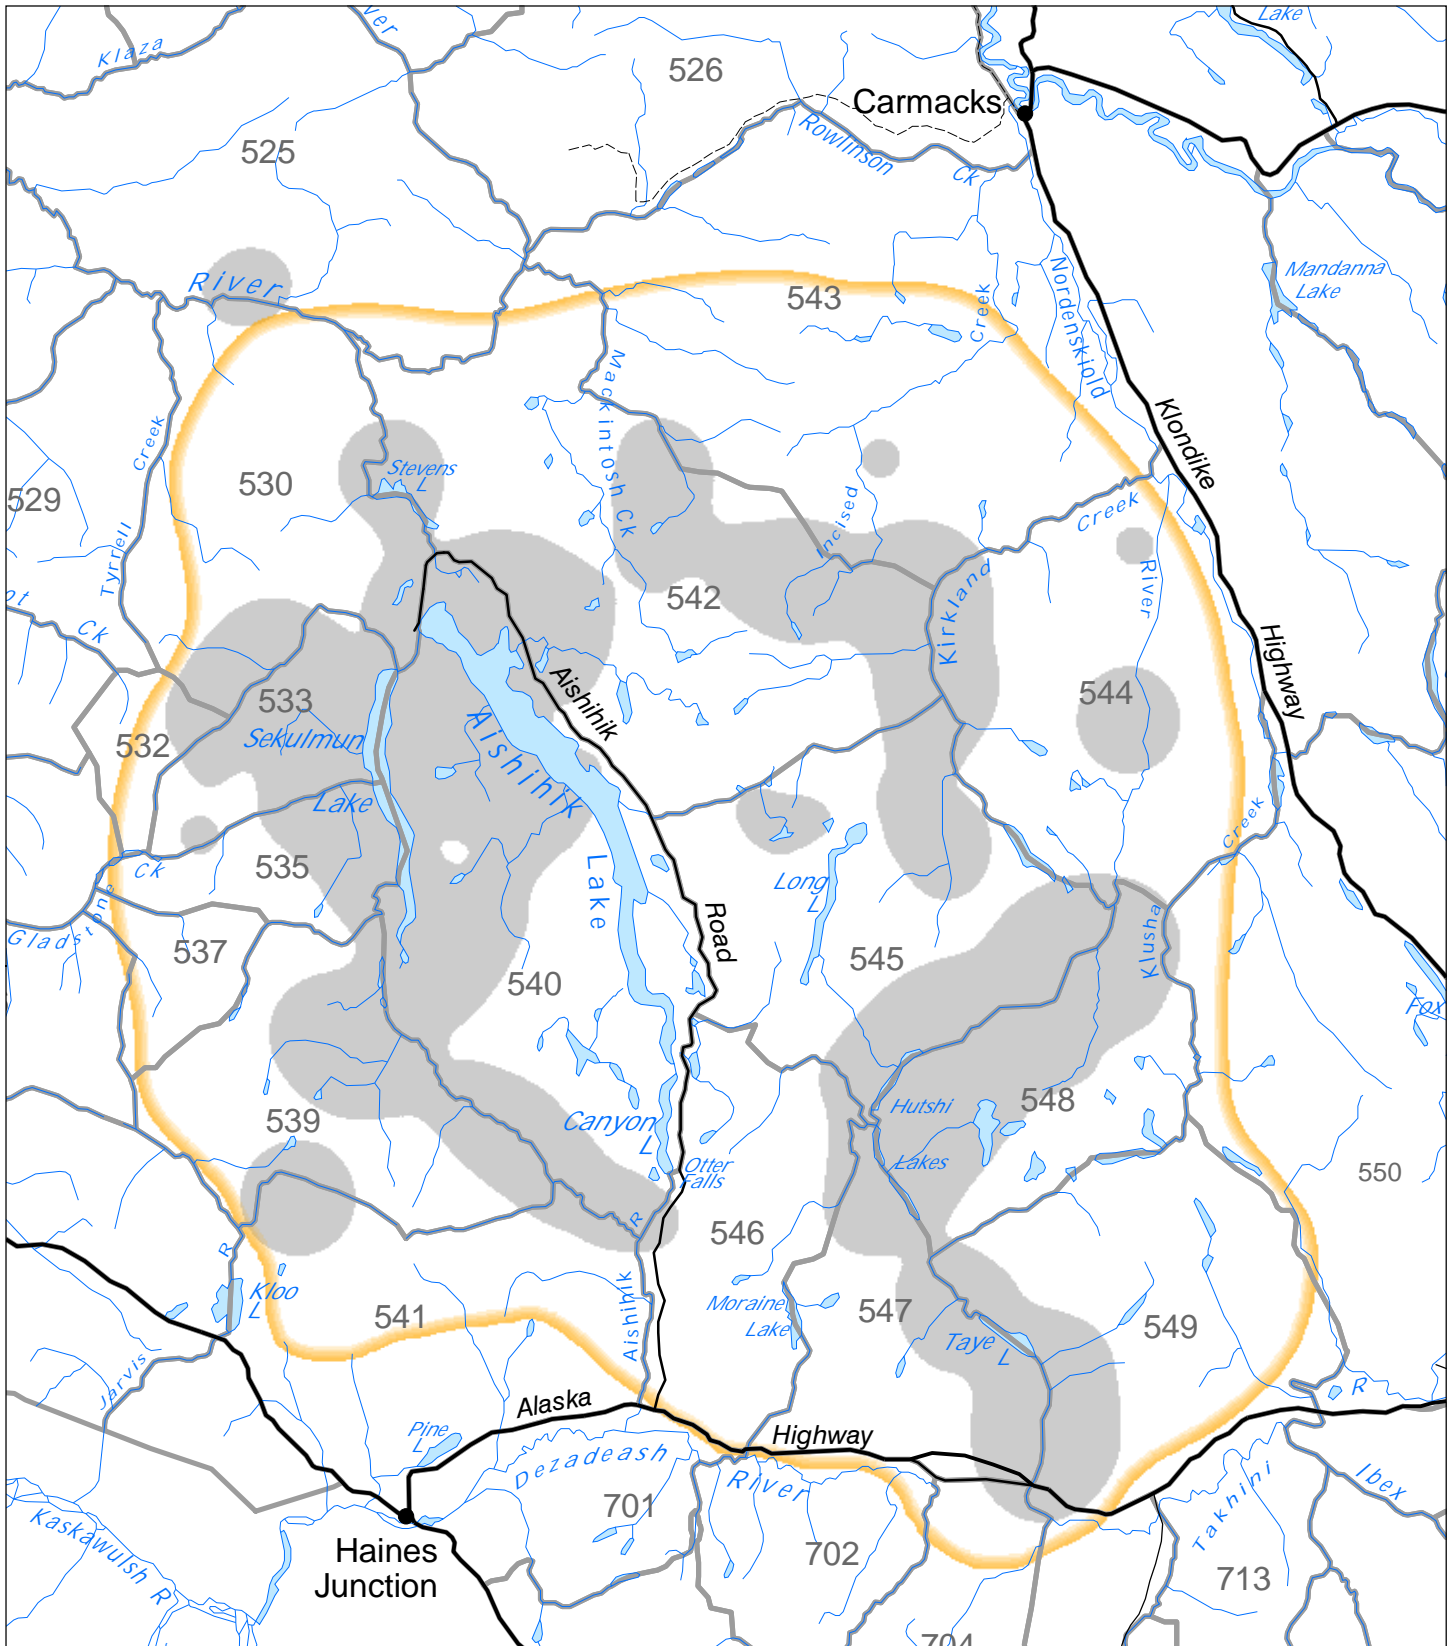 Klaza
ver
Lake
526
Carmacks
Rowlinson
Ck
525
River
543
Creek
Nordenskiold
Mandanna
Lake
Mackintosh Ck
Creek
Tyrrell
Klondike
Highway
530
Stevens
L
529
Incised
Creek
Kirkland
River
ot
Ck
542
533
Sekulmun
Lake
532
Aishihik
Road
Aishihik
Lake
544
Creek
Klusha
Ck
535
Long
L
Gladstone
537
540
545
Fox
539
Canyon
L
Otter
Falls
Hutshi
Lakes
548
550
546
R
R
Kloo
L
541
Aishihik
Moraine
Lake
547
Taye
L
549
Jarvis
R
Alaska
Highway
Pine
L
Dezadeash
River
Kaskawulsh R
Haines
Junction
701
702
704
Takhini
Ibex
713